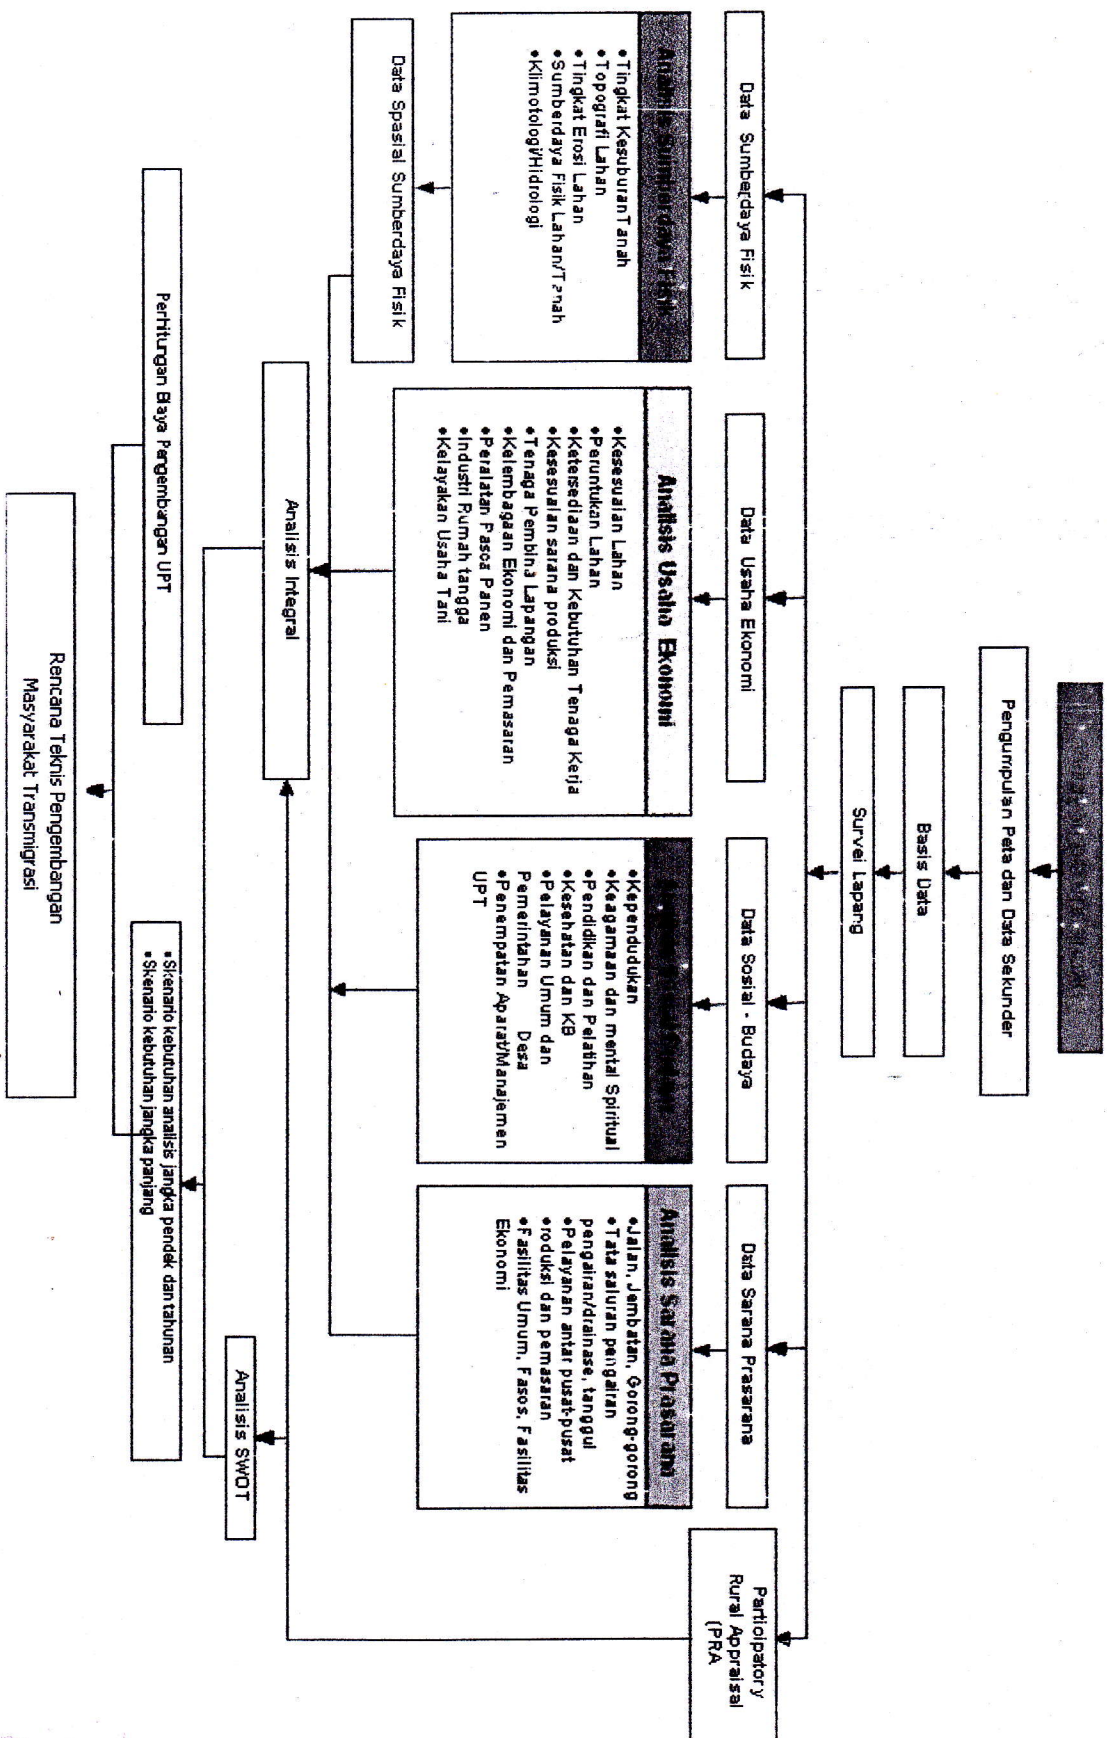 Pengumpulan Peta dan Data Sekunder
Basis Data
Survei Lapang
Data Sumberdaya Fisik
Data Usaha Ekonomi
Data Sosial - Budaya
Data Sarana Prasarana
Participatory
Rural Appraisal
(PRA
Analisis Sumberdaya Fisik
•Tingkat KesuburanTanah
•Topografi Lahan
•Tingkat Erosi Lahan
•Sumberdaya Fisik Lahan/Tanah
•Klimotologi/Hidrologi
Analisis Usaha Ekonomi
•Kesesuaian Lahan
•Peruntukan Lahan
•Ketersediaan dan Kebutuhan Tenaga Kerja
•Kesesuaian sarana produksi
•Tenaga Pembina Lapangan
•Kelembagaan Ekonomi dan Pemasaran
•Peralatan Pasca Panen
•Industri Rumah tangga
•Kelayakan Usaha Tani
•Kependudukan
•Keagamaan dan mental Spiritual
•Pendidikan dan Pelatihan
•Kesehatan dan KB
•Pelayanan Umum dan
Pemerintahan Desa
•Penempatan Aparat/Manajemen
UPT
Analisis Sarana Prasarana
•Jalan, Jembatan, Gorong-gorong
•Tata saluran pengairan
pengairan/drainase, tanggul
•Pelayanan antar pusat-pusat
•roduksi dan pemasaran
•Fasilitas Umum, Fasos, Fasilitas
Ekonomi
Data Spasial Sumberdaya Fisik
Analisis Integral
Analisis SWOT
Perhitungan Biaya Pengembangan UPT
•Skenario kebutuhan analisis jangka pendek dan tahunan
•Skenario kebutuhan jangka panjang
Rencana Teknis Pengembangan
Masyarakat Transmigrasi